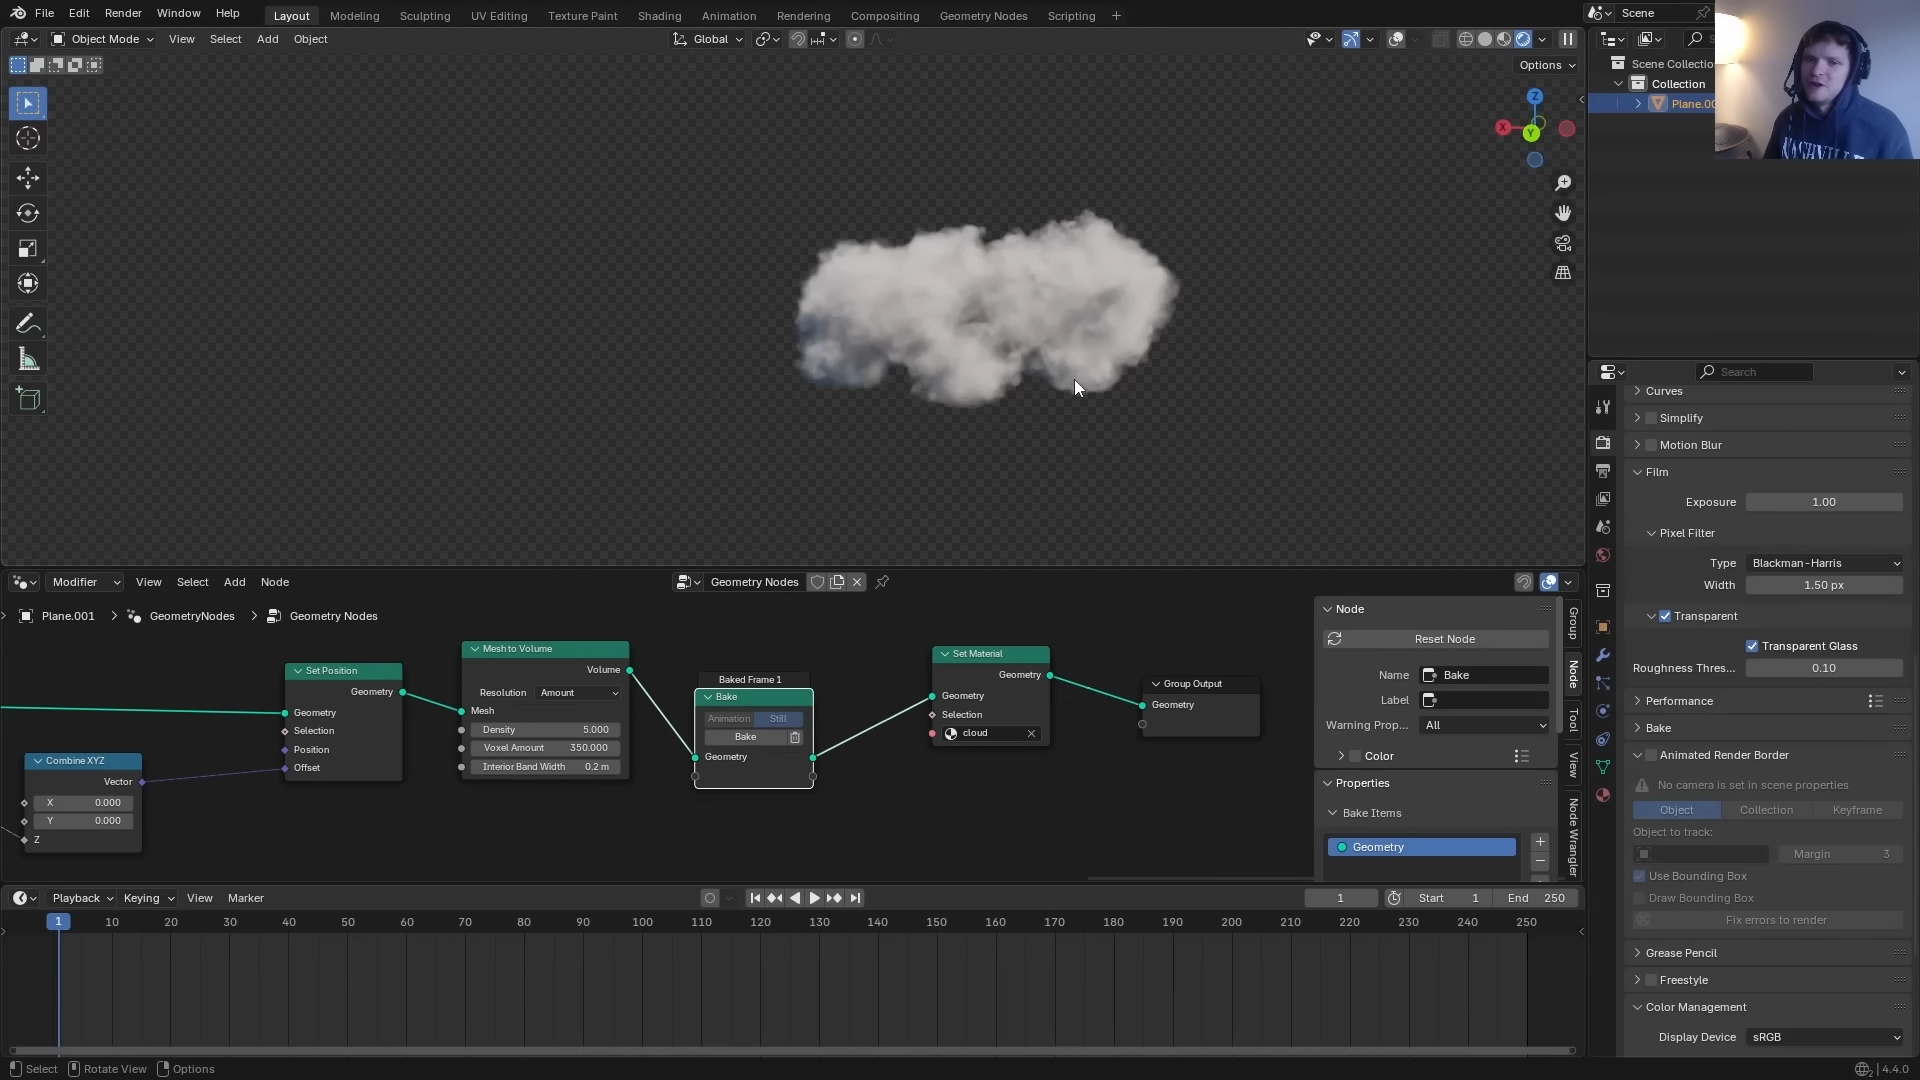 File Edit Render Window Help
Layout Modeling Sculpting UV Editing Texture Paint Shading Animation Rendering Compositing Geometry Nodes Scripting +
Scene
Object Mode View Select Add Object
Global
Options
Search
Scene Collectio
Collection
Plane.00
Z
X
Y
Search
Curves
Simplify
Motion Blur
Film
Exposure 1.00
Pixel Filter
Type Blackman-Harris
Width 1.50 px
Transparent
Transparent Glass
Roughness Thres... 0.10
Performance
Bake
Animated Render Border
No camera is set in scene properties
Object Collection Keyframe
Object to track:
Margin 3
Use Bounding Box
Draw Bounding Box
Fix errors to render
Grease Pencil
Freestyle
Color Management
Display Device sRGB
Modifier View Select Add Node
Geometry Nodes
Plane.001 > GeometryNodes > Geometry Nodes
Combine XYZ
Vector
X 0.000
Y 0.000
Z
Set Position
Geometry
Geometry
Selection
Position
Offset
Mesh to Volume
Volume
Resolution Amount
Mesh
Density 5.000
Voxel Amount 350.000
Interior Band Width 0.2 m
Baked Frame 1
Bake
Animation Still
Bake
Geometry
Set Material
Geometry
Geometry
Selection
cloud
Group Output
Geometry
Node
Reset Node
Name Bake
Label
Warning Prop... All
Color
Properties
Bake Items
Geometry
Group
Node
Tool
View
Node Wrangler
Playback Keying View Marker
1 Start 1 End 250
1 10 20 30 40 50 60 70 80 90 100 110 120 130 140 150 160 170 180 190 200 210 220 230 240 250
Select Rotate View Options
4.4.0